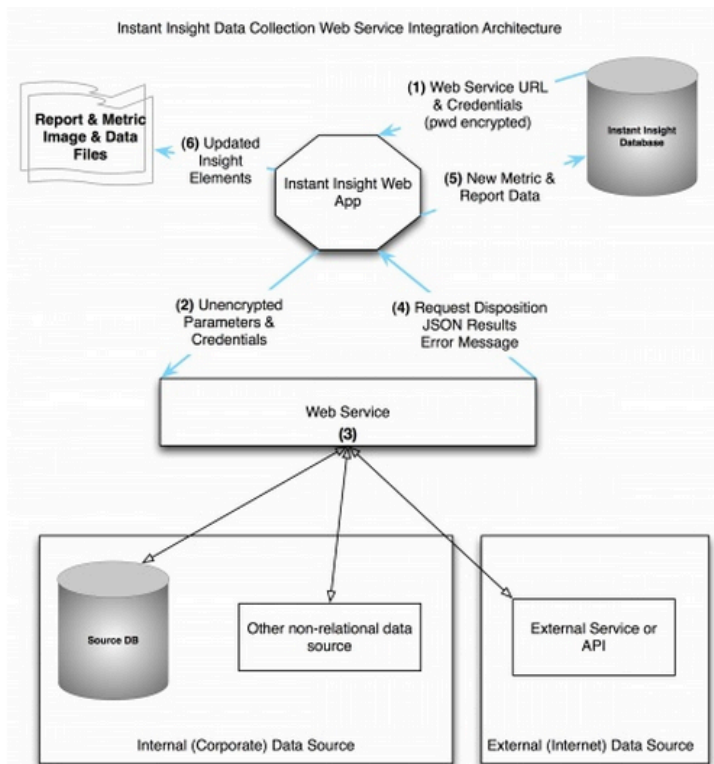 Instant Insight Data Collection Web Service Integration Architecture
Report & Metric
Image & Data
Files
(6) Updated
Insight
Elements
Instant Insight Web
App
(1) Web Service URL
& Credentials
(pwd encrypted)
Instant Insight
Database
(5) New Metric &
Report Data
(2) Unencrypted
Parameters &
Credentials
(4) Request Disposition
JSON Results
Error Message
Web Service
(3)
Source DB
Other non-relational data
source
External Service or
API
Internal (Corporate) Data Source
External (Internet) Data Source